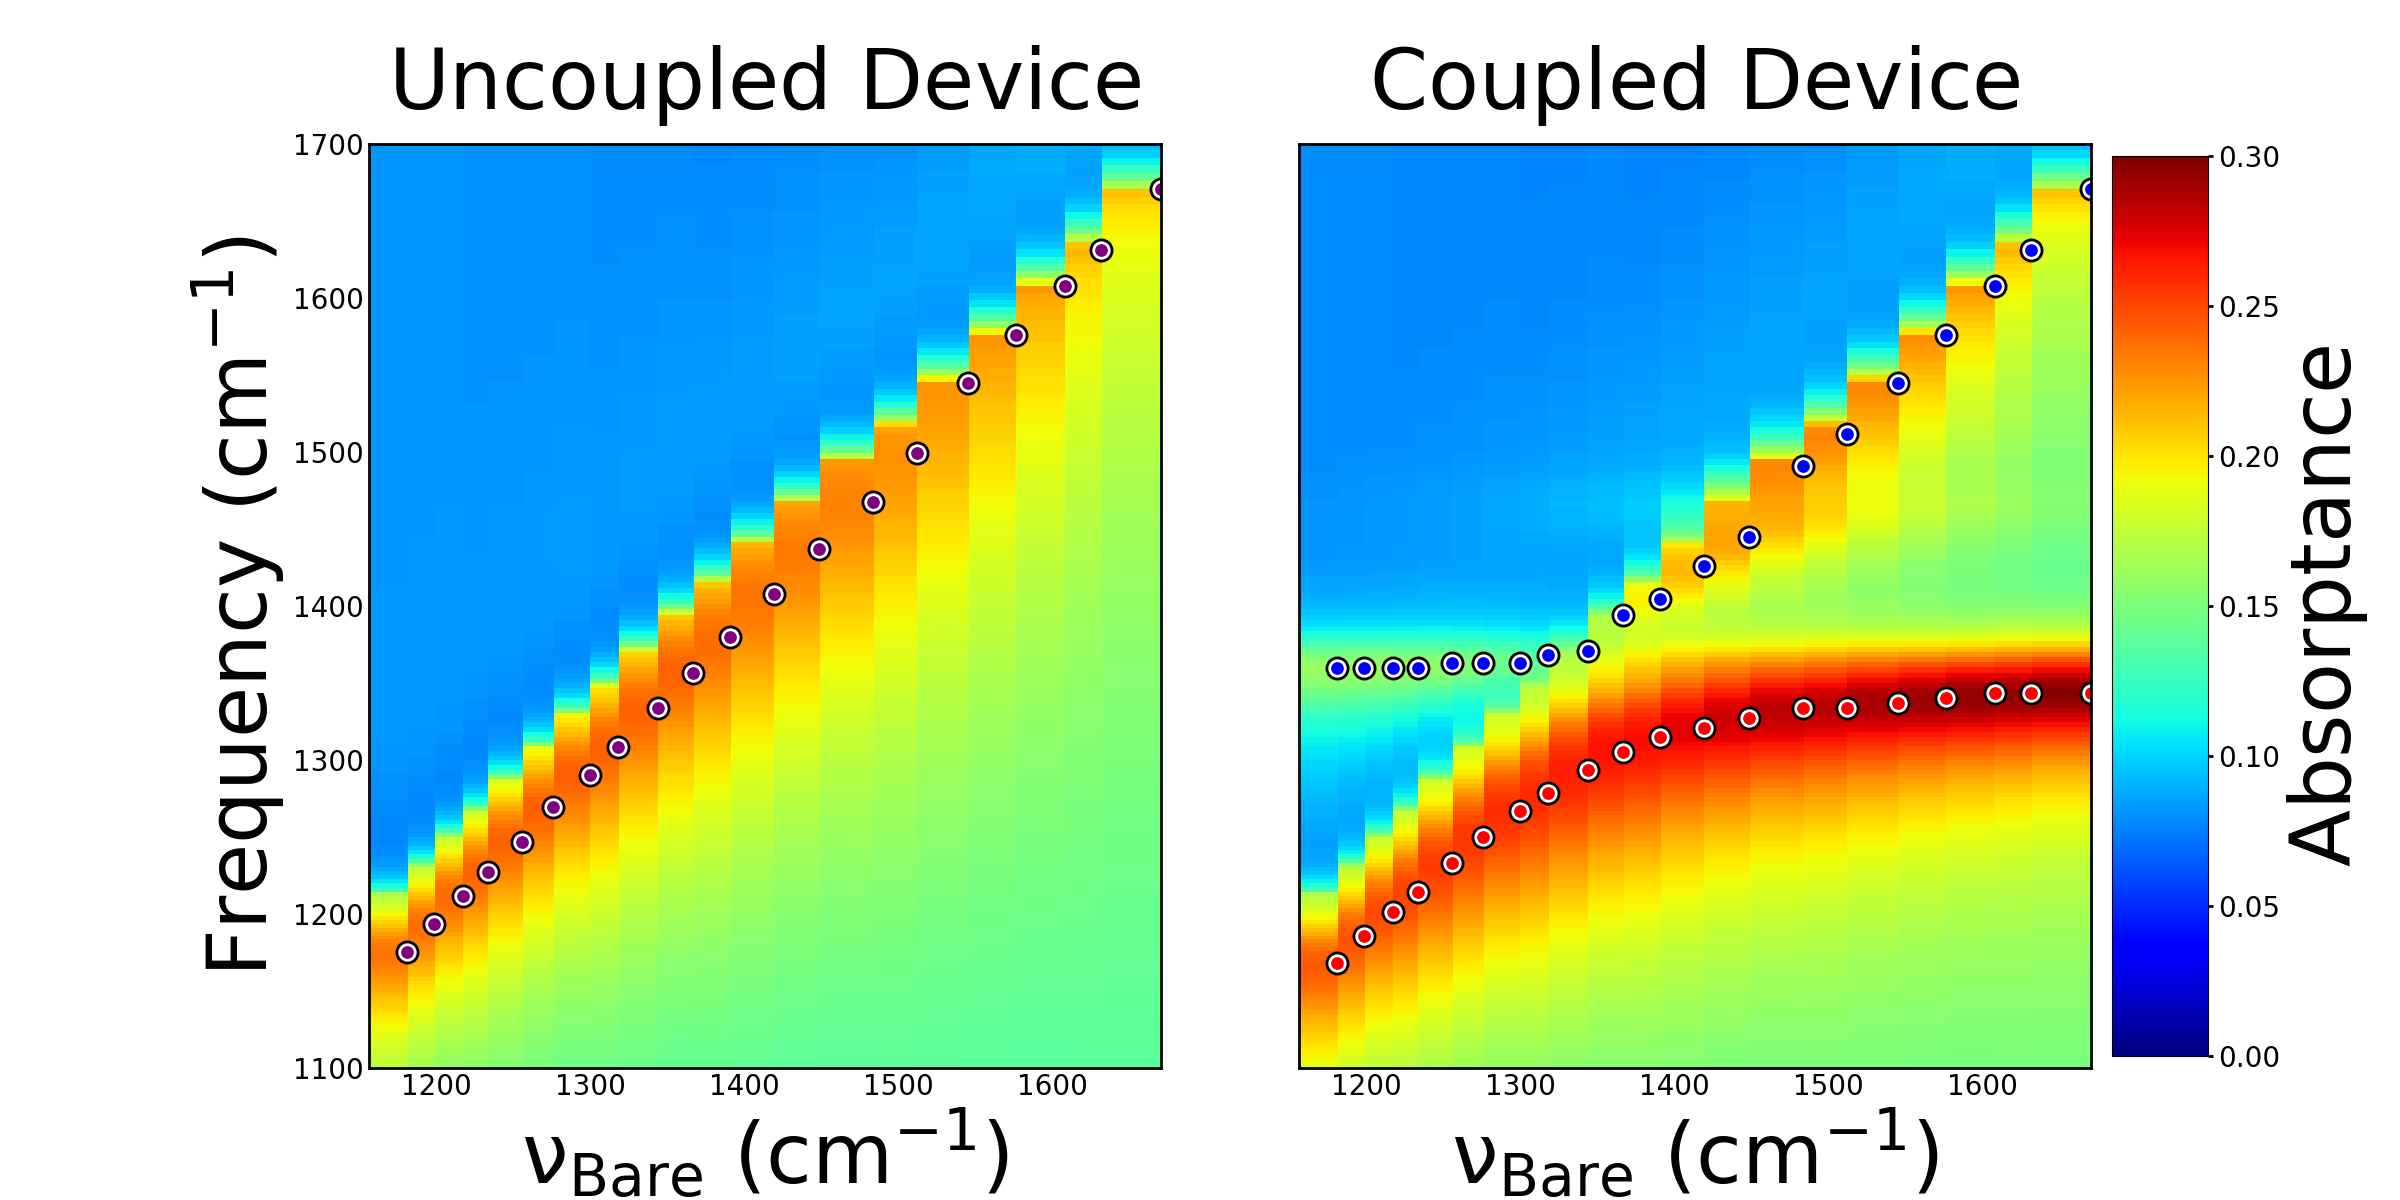 Uncoupled Device
Coupled Device
Frequency (cm⁻¹)
1700
1600
1500
1400
1300
1200
1100
1200 1300 1400 1500 1600
ν_Bare (cm⁻¹)
1200 1300 1400 1500 1600
ν_Bare (cm⁻¹)
0.30
0.25
0.20
0.15
0.10
0.05
0.00
Absorptance